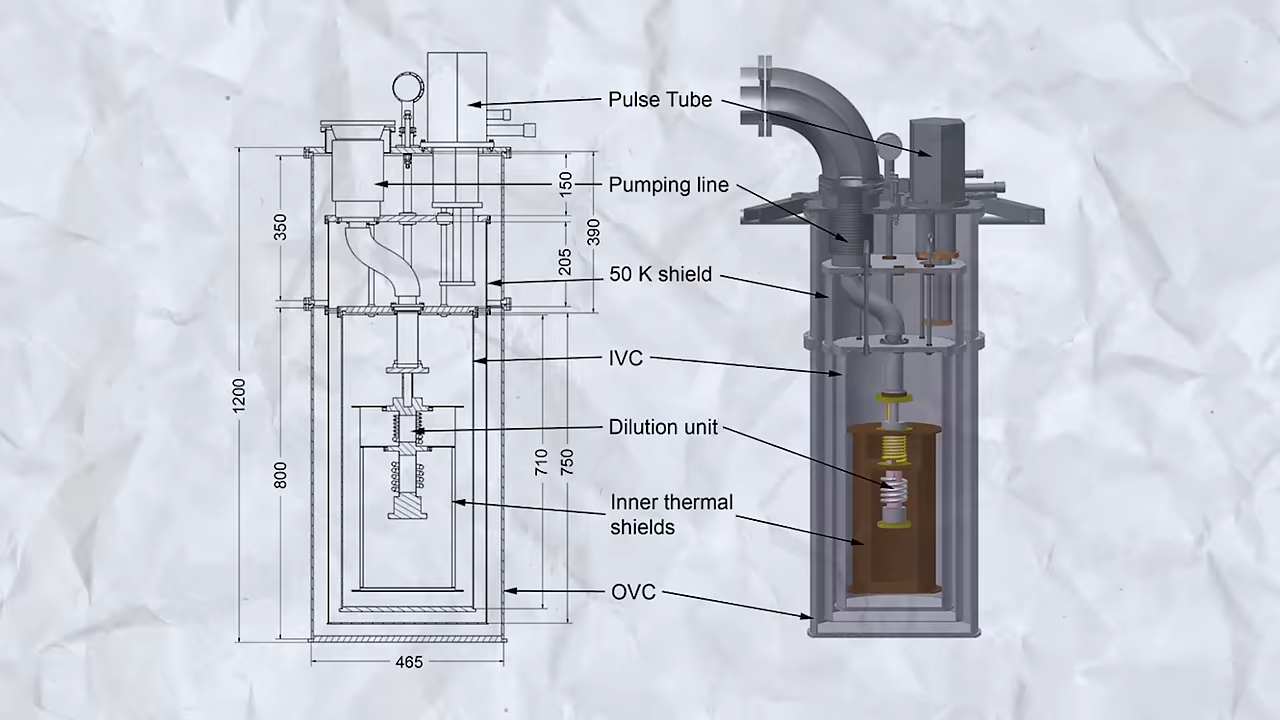 Pulse Tube
Pumping line
50 K shield
IVC
Dilution unit
Inner thermal
shields
OVC
150
350
390
205
1200
800
710
750
465